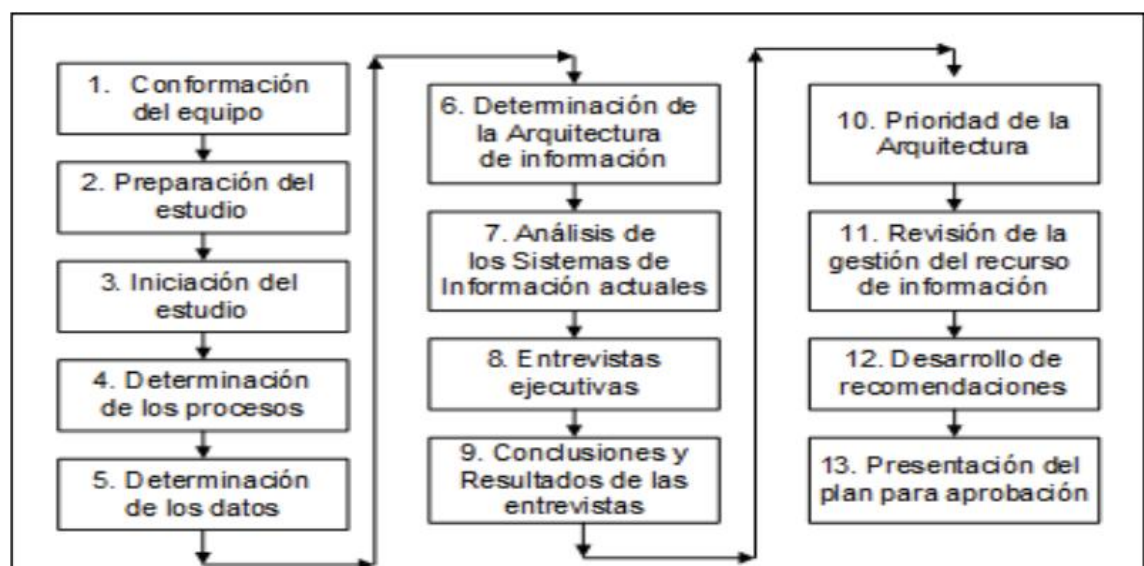 1. Conformación
del equipo
2. Preparación del
estudio
3. Iniciación del
estudio
4. Determinación
de los procesos
5. Determinación
de los datos
6. Determinación de
la Arquitectura
de información
7. Análisis de
los Sistemas de
Información actuales
8. Entrevistas
ejecutivas
9. Conclusiones y
Resultados de las
entrevistas
10. Prioridad de la
Arquitectura
11. Revisión de la
gestión del recurso
de información
12. Desarrollo de
recomendaciones
13. Presentación del
plan para aprobación